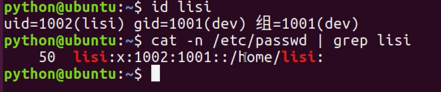 python@ubuntu:~$ id lisi
uid=1002(lisi) gid=1001(dev) 组=1001(dev)
python@ubuntu:~$ cat -n /etc/passwd | grep lisi
    50  lisi:x:1002:1001::/home/lisi:
python@ubuntu:~$